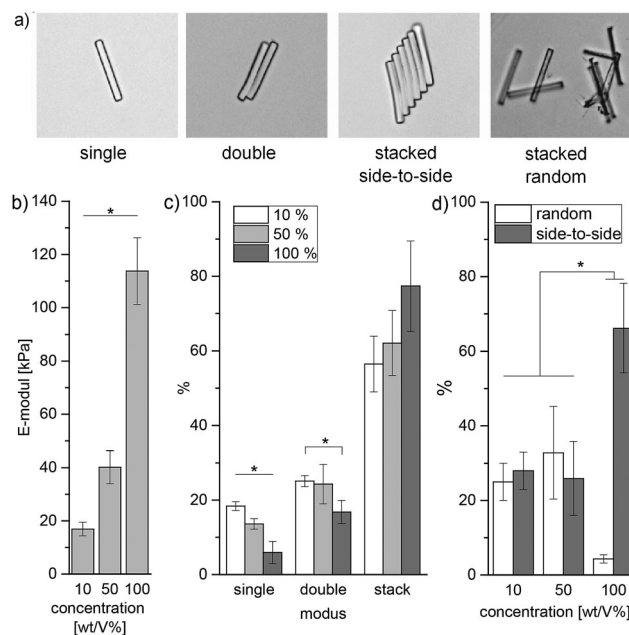 a)
single
double
stacked
side-to-side
stacked
random
b)
140
120
100
80
60
40
20
0
E-modul [kPa]
*
10 50 100
concentration
[wt/V%]
c)
100
80
60
40
20
0
%
10 %
50 %
100 %
*
*
single double stack
modus
d)
100
80
60
40
20
0
%
random
side-to-side
*
10 50 100
concentration [wt/V%]